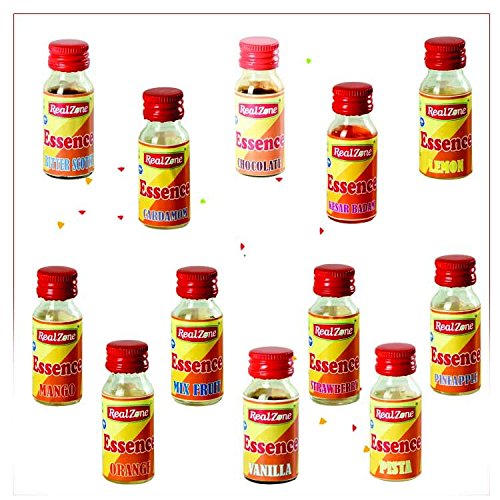 RealZone
Essence
BUTTER SCOTCH
RealZone
Essence
CARDAMOM
RealZone
Essence
CHOCOLATE
RealZone
Essence
KESAR BADAM
RealZone
Essence
LEMON
RealZone
Essence
MANGO
RealZone
Essence
ORANGE
RealZone
Essence
MIX FRUIT
RealZone
Essence
VANILLA
RealZone
Essence
STRAWBERRY
RealZone
Essence
PISTA
RealZone
Essence
PINEAPPLE